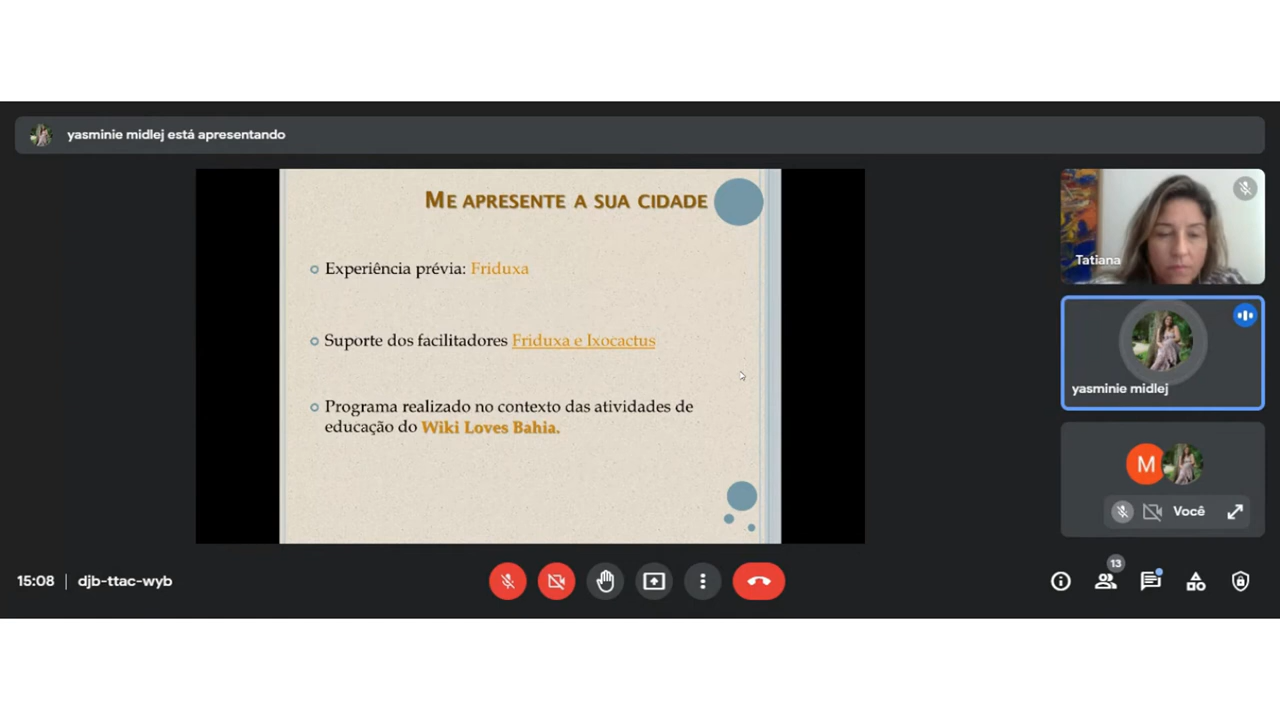 yasminie midlej está apresentando
ME APRESENTE A SUA CIDADE
Experiência prévia: Friduxa
Suporte dos facilitadores Friduxa e Ixocactus
Programa realizado no contexto das atividades de
educação do Wiki Loves Bahia.
Tatiana
yasminie midlej
M
Você
15:08 | djb-ttac-wyb
13